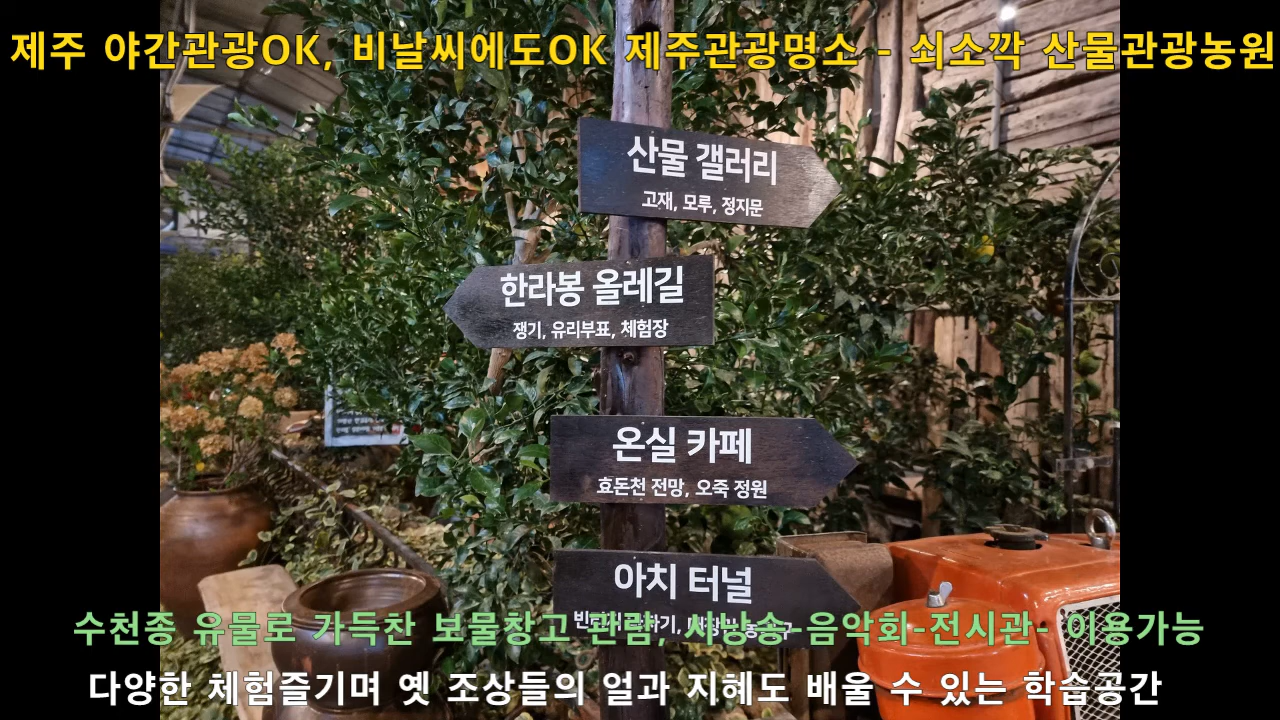 제주 야간관광OK, 비날씨에도OK 제주관광명소 - 쇠소깍 산물관광농원
산물 갤러리
고재, 모루, 정지문
한라봉 올레길
쟁기, 유리부표, 체험장
온실 카페
효돈천 전망, 오죽 정원
아치 터널
수천종 유물로 가득찬 보물창고 관람, 시낭송-음악회-전시관- 이용가능
다양한 체험즐기며 옛 조상들의 얼과 지혜도 배울 수 있는 학습공간